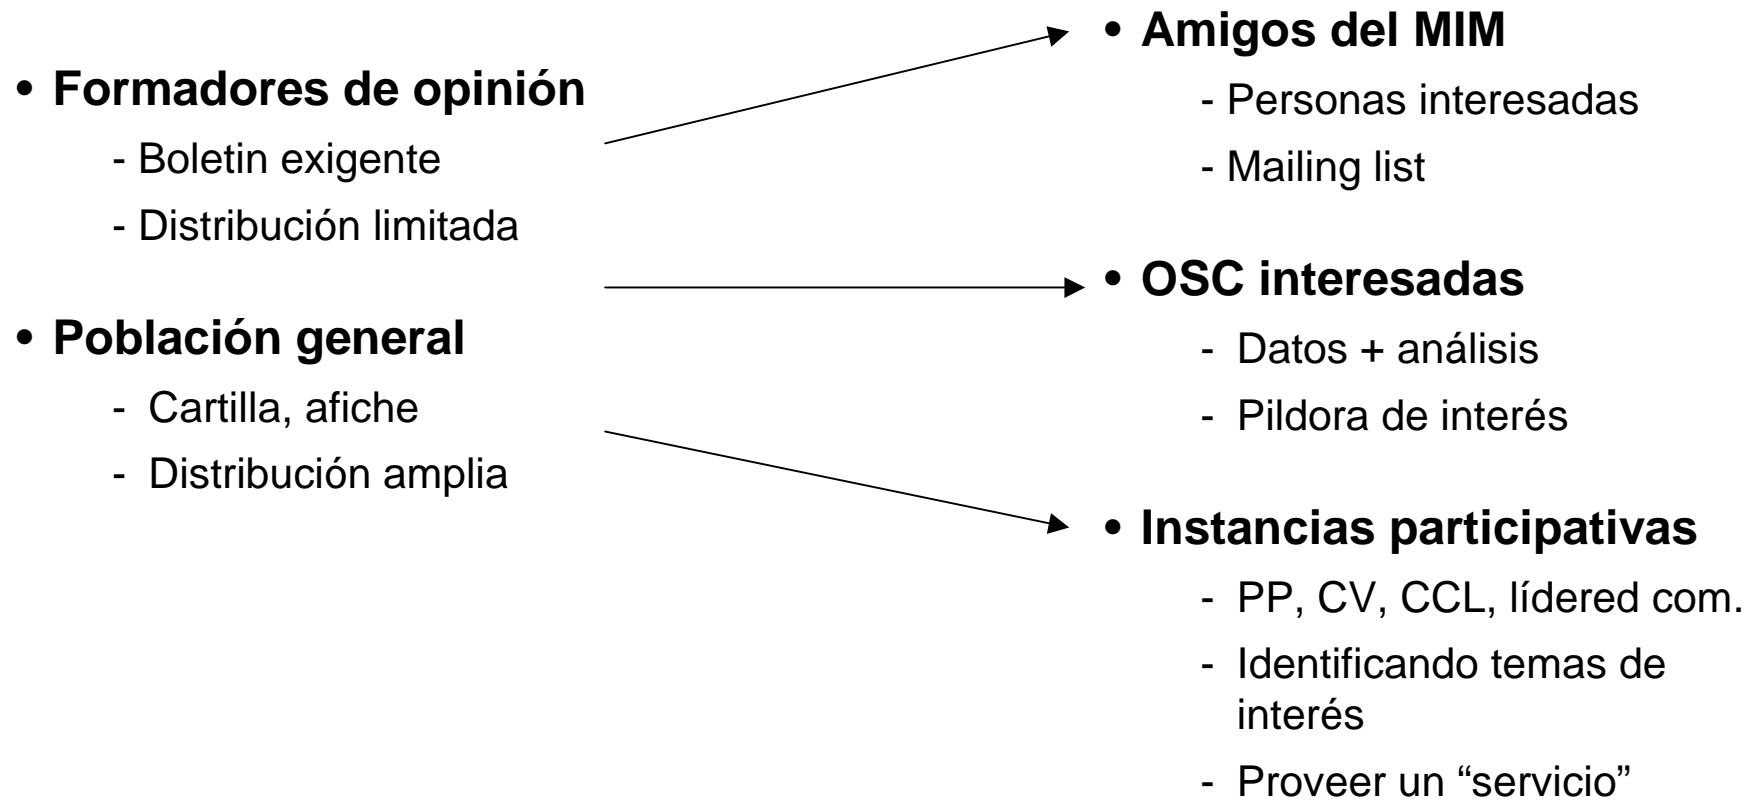 • Formadores de opinión
- Boletin exigente
- Distribución limitada
• Población general
- Cartilla, afiche
- Distribución amplia
• Amigos del MIM
- Personas interesadas
- Mailing list
• OSC interesadas
- Datos + análisis
- Pildora de interés
• Instancias participativas
- PP, CV, CCL, lídered com.
- Identificando temas de
interés
- Proveer un “servicio”